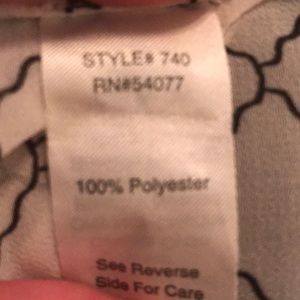 STYLE# 740
RN#54077
100% Polyester
See Reverse
Side For Care